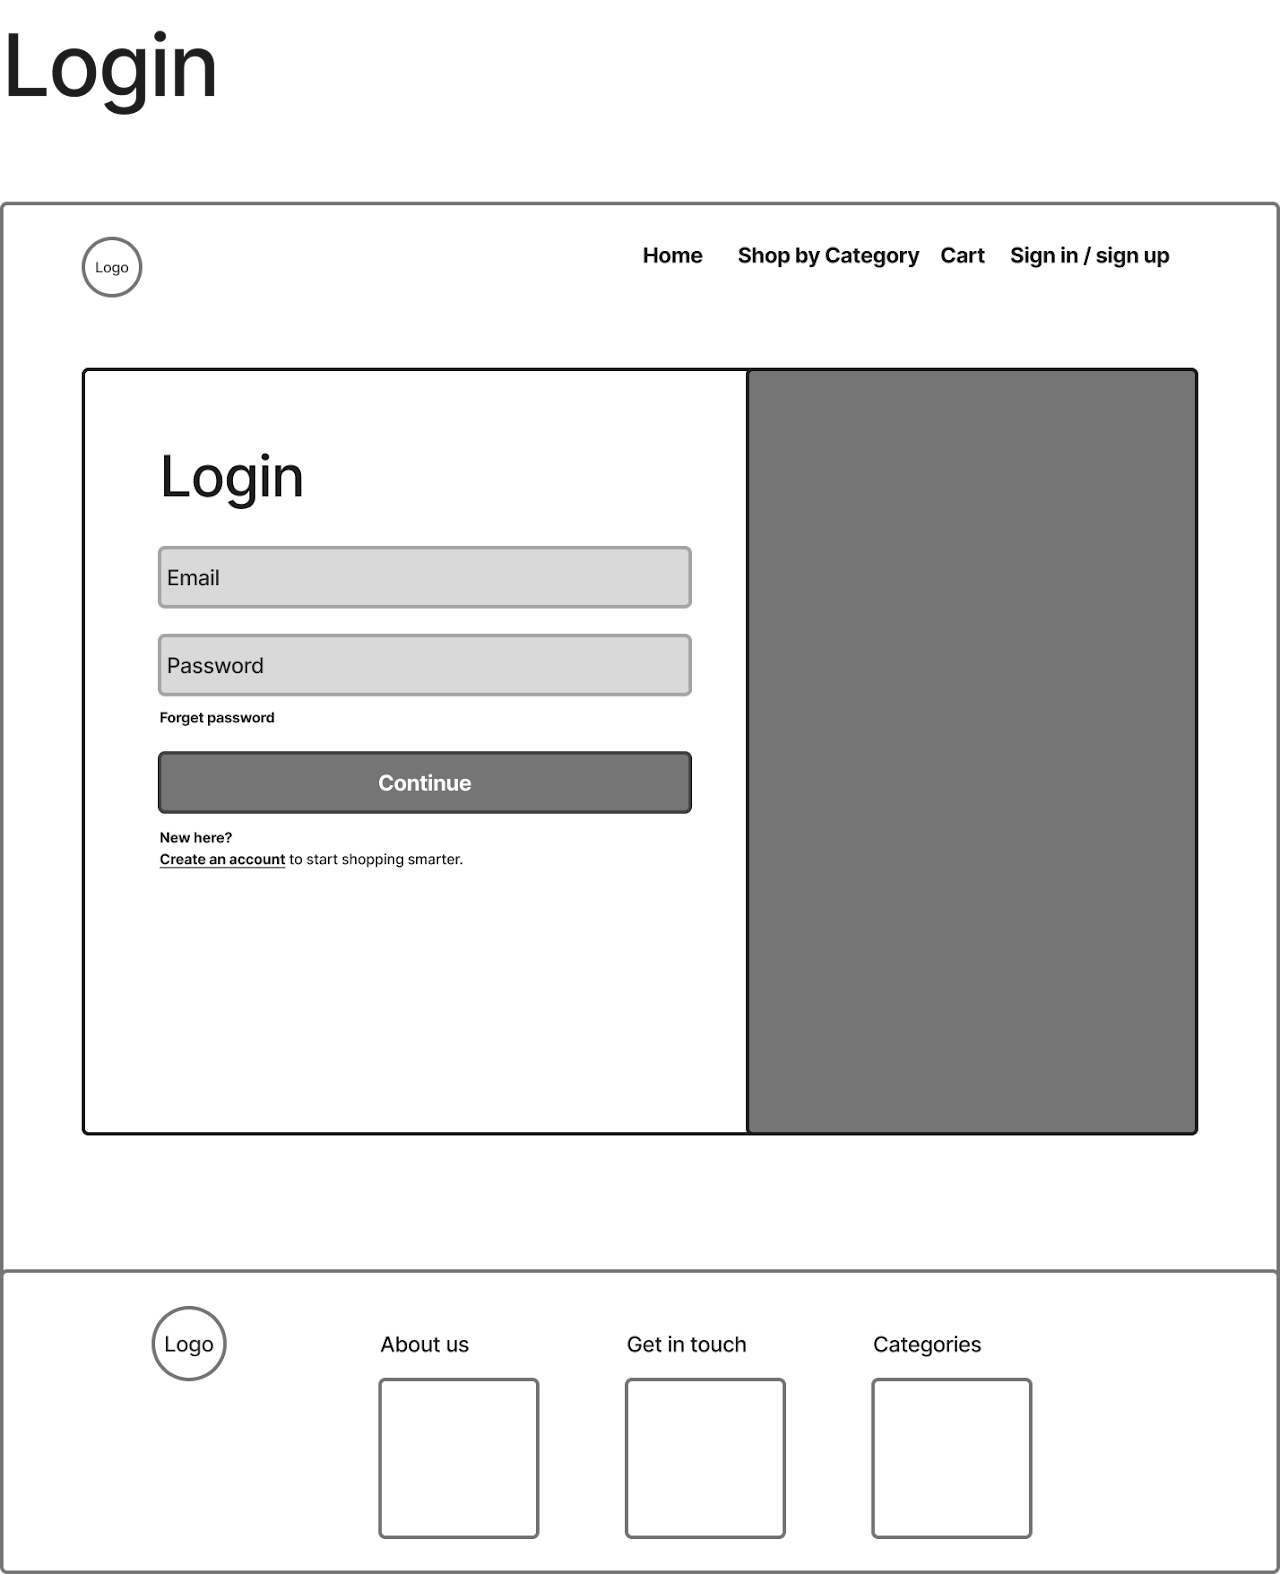 Login
Logo
Home Shop by Category Cart Sign in / sign up
Login
Email
Password
Forget password
Continue
New here?
Create an account to start shopping smarter.
Logo
About us
Get in touch
Categories